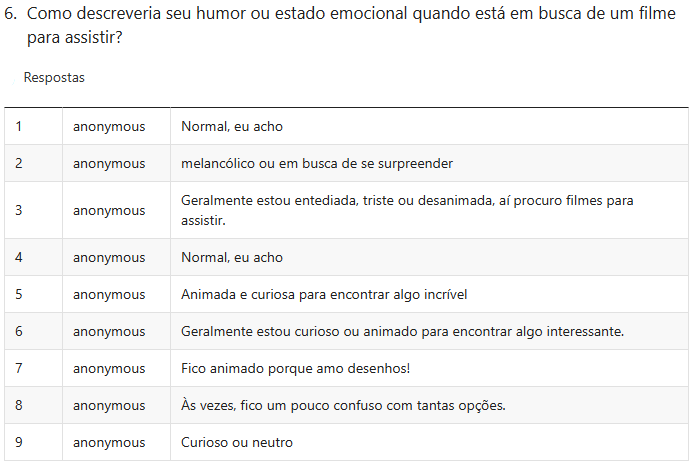 6. Como descreveria seu humor ou estado emocional quando está em busca de um filme
para assistir?
Respostas
1 anonymous Normal, eu acho
2 anonymous melancólico ou em busca de se surpreender
3 anonymous Geralmente estou entediada, triste ou desanimada, aí procuro filmes para
assistir.
4 anonymous Normal, eu acho
5 anonymous Animada e curiosa para encontrar algo incrível
6 anonymous Geralmente estou curioso ou animado para encontrar algo interessante.
7 anonymous Fico animado porque amo desenhos!
8 anonymous Às vezes, fico um pouco confuso com tantas opções.
9 anonymous Curioso ou neutro